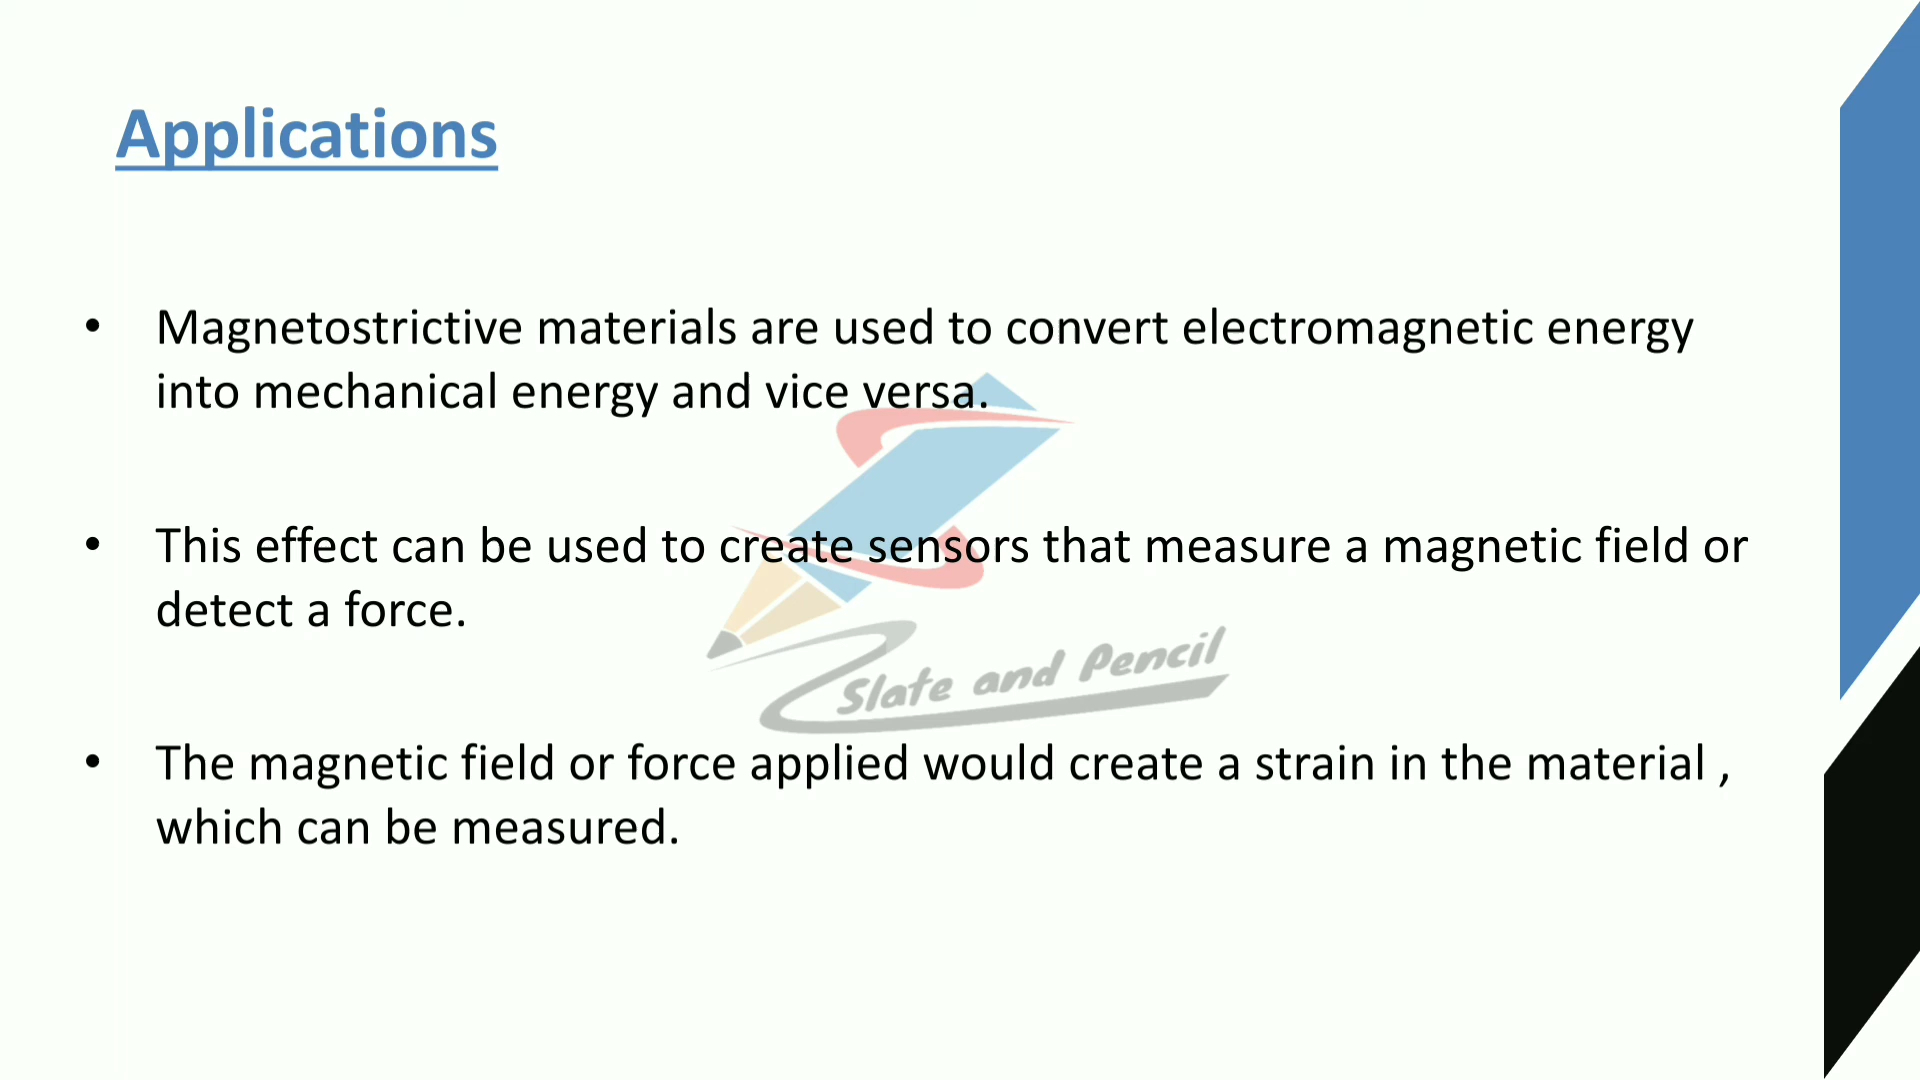 Applications
• Magnetostrictive materials are used to convert electromagnetic energy
into mechanical energy and vice versa.
• This effect can be used to create sensors that measure a magnetic field or
detect a force.
Slate and Pencil
• The magnetic field or force applied would create a strain in the material ,
which can be measured.